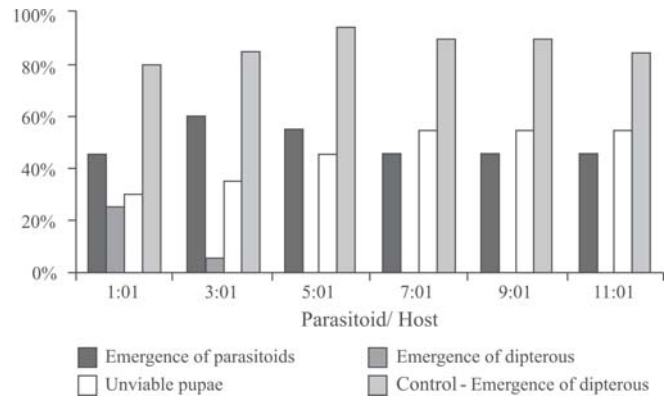 100%
80%
60%
40%
20%
0%
1:01 3:01 5:01 7:01 9:01 11:01
Parasitoid/ Host
Emergence of parasitoids Emergence of dipterous
Unviable pupae Control - Emergence of dipterous